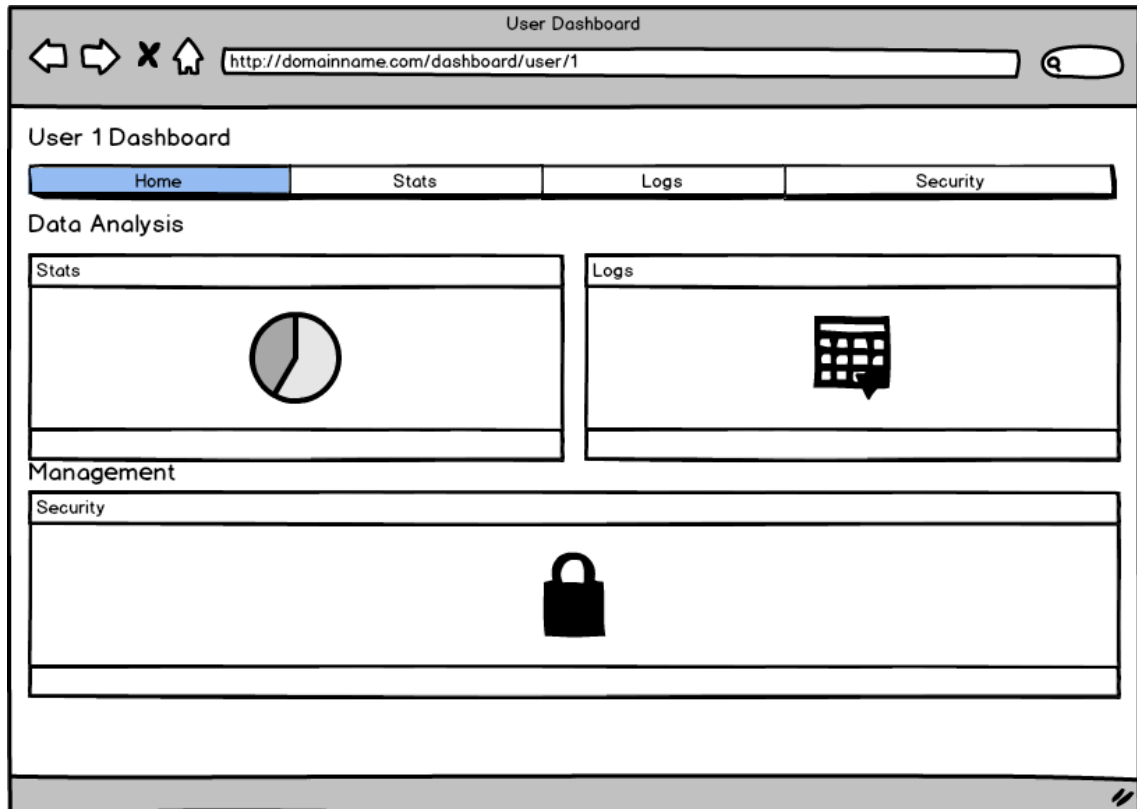 User Dashboard
http://domainname.com/dashboard/user/1
User 1 Dashboard
Home Stats Logs Security
Data Analysis
Stats Logs
Management
Security